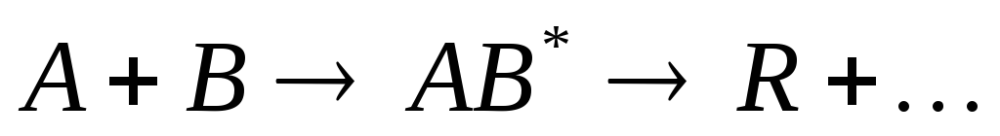 A + B → AB* → R + ...